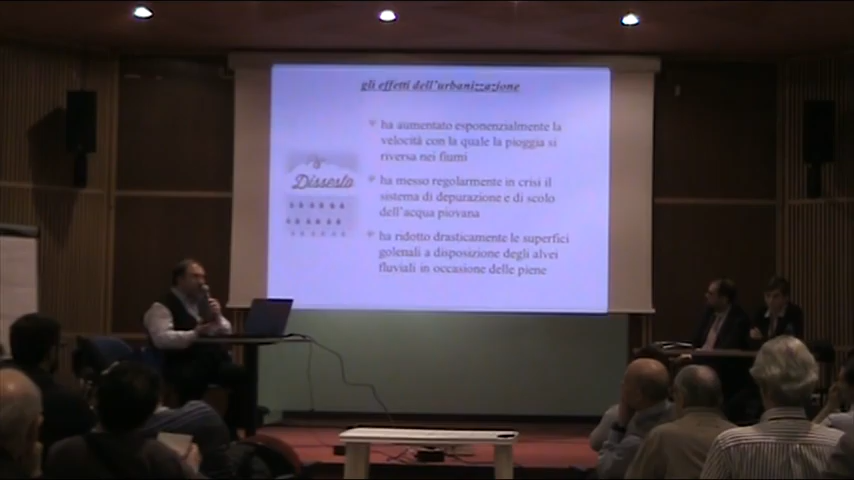 gli effetti dell'urbanizzazione
ha aumentato esponenzialmente la
velocità con la quale la pioggia si
riversa nei fiumi
Dissesto
ha messo regolarmente in crisi il
sistema di depurazione e di scolo
dell'acqua piovana
ha ridotto drasticamente le superfici
golenali a disposizione degli alvei
fluviali in occasione delle piene